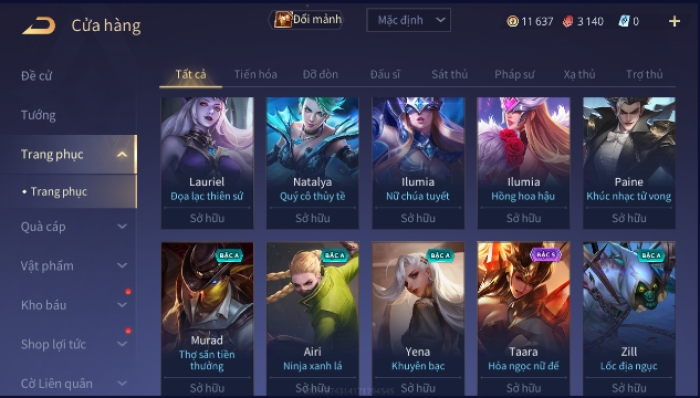 Cửa hàng
Đổi mảnh
Mặc định
11 637
3 140
0
Đề cử
Tướng
Trang phục
• Trang phục
Quà cáp
Vật phẩm
Kho báu
Shop lợi tức
Cờ Liên quân
Tất cả Tiến hóa Đỡ đòn Đấu sĩ Sát thủ Pháp sư Xạ thủ Trợ thủ
Lauriel
Đọa lạc thiên sứ
Sở hữu
Natalya
Quý cô thủy tề
Sở hữu
Ilumia
Nữ chúa tuyết
Sở hữu
Ilumia
Hồng hoa hậu
Sở hữu
Paine
Khúc nhạc tử vong
Sở hữu
Murad
Thợ săn tiền
thưởng
Sở hữu
BẬC A
Airi
Ninja xanh lá
Sở hữu
BẬC A
Yena
Khuyên bạc
Sở hữu
BẬC S
Taara
Hỏa ngọc nữ đế
Sở hữu
BẬC A
Zill
Lốc địa ngục
Sở hữu
BẬC A